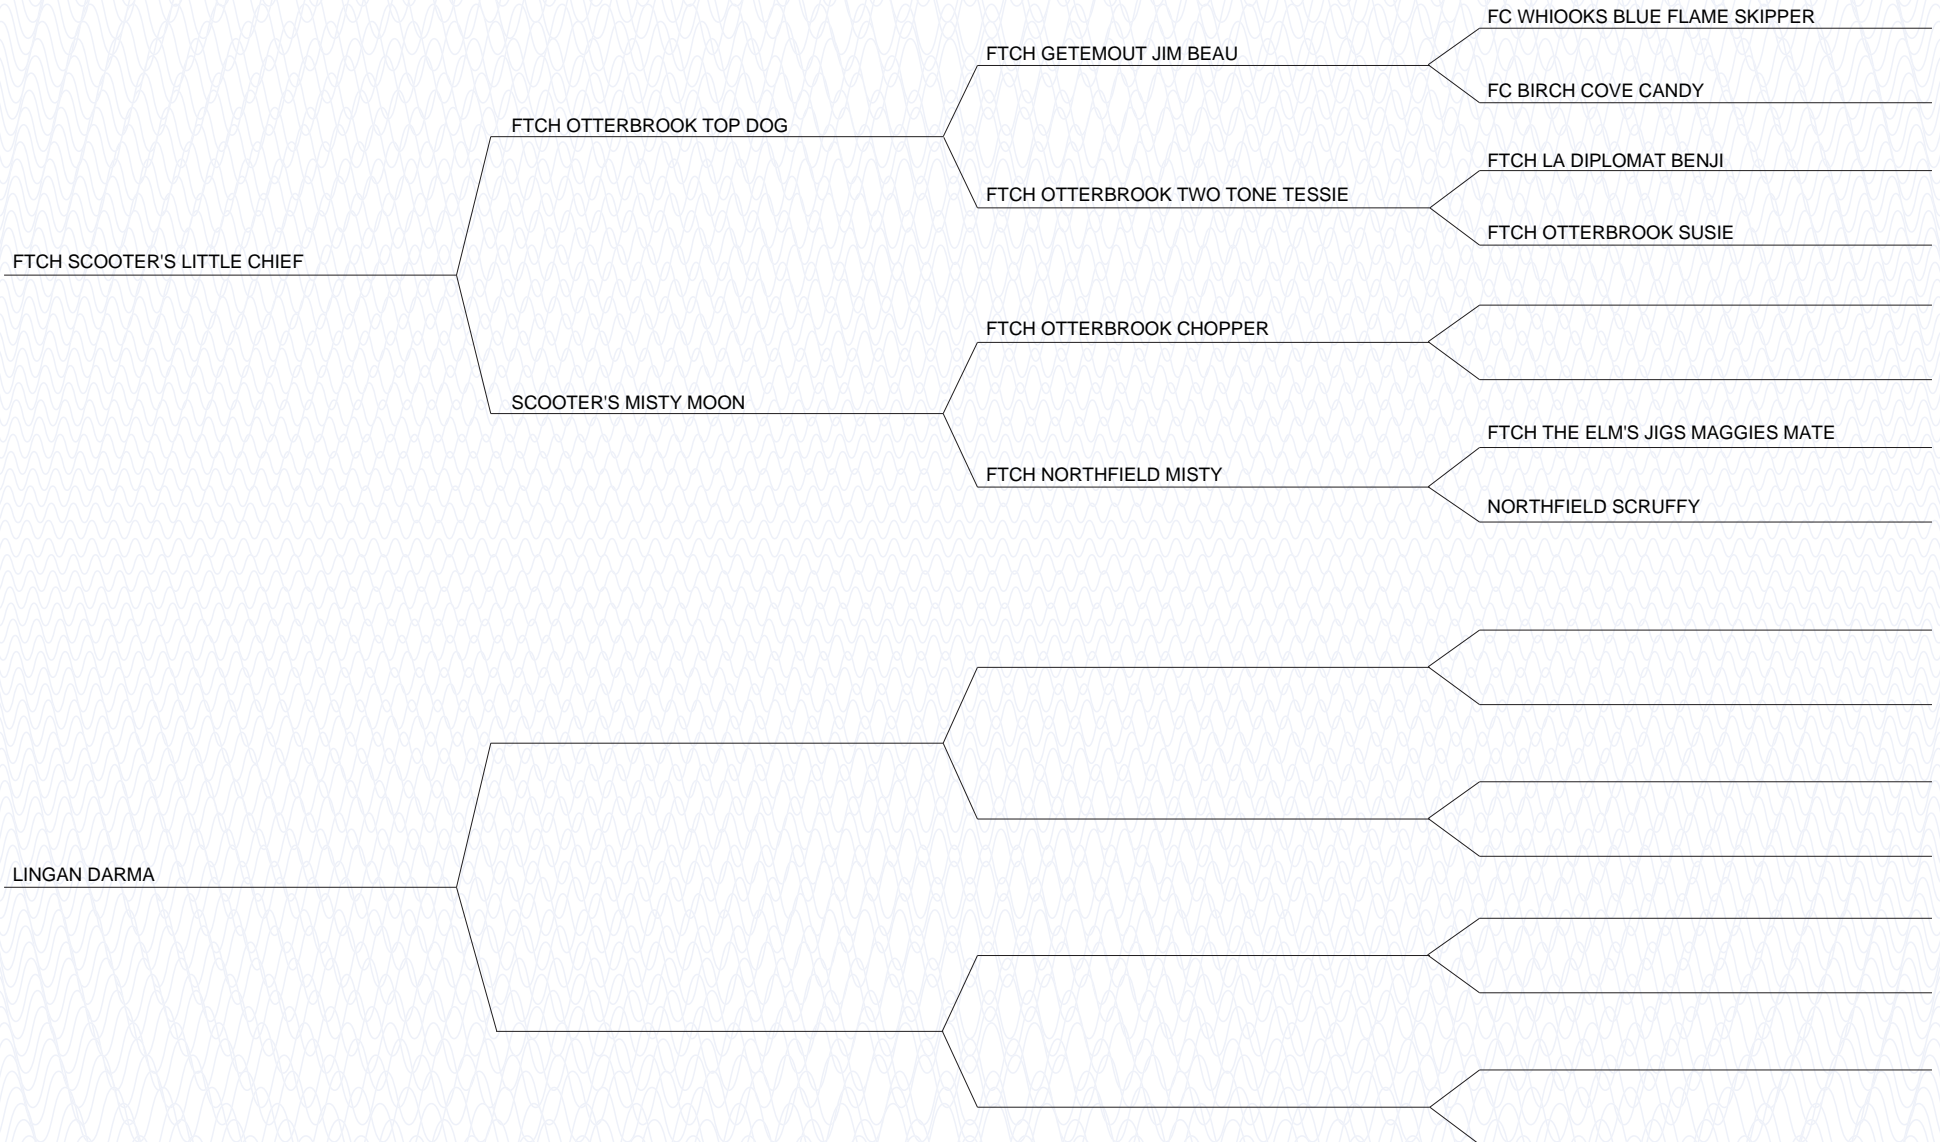 FC WHIOOKS BLUE FLAME SKIPPER
FTCH GETEMOUT JIM BEAU
FC BIRCH COVE CANDY
FTCH OTTERBROOK TOP DOG
FTCH LA DIPLOMAT BENJI
FTCH OTTERBROOK TWO TONE TESSIE
FTCH OTTERBROOK SUSIE
FTCH SCOOTER'S LITTLE CHIEF
FTCH OTTERBROOK CHOPPER
SCOOTER'S MISTY MOON
FTCH THE ELM'S JIGS MAGGIES MATE
FTCH NORTHFIELD MISTY
NORTHFIELD SCRUFFY
LINGAN DARMA